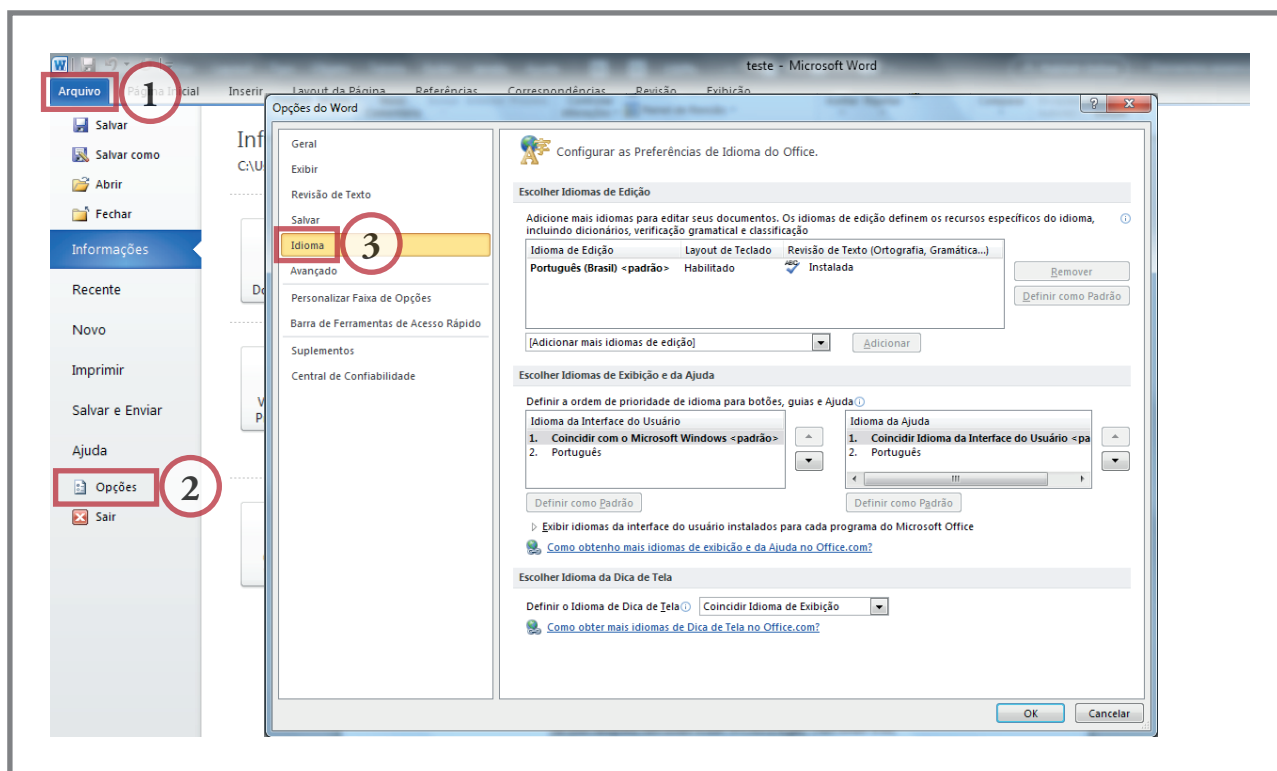 teste - Microsoft Word
Arquivo Página Inicial Inserir Layout da Página Referências Correspondências Revisão Exibição
1
Salvar
Salvar como
Abrir
Fechar
Informações
Recente
Novo
Imprimir
Salvar e Enviar
Ajuda
Opções
2
Sair
Inf
C:\U
Opções do Word
Geral
Exibir
Revisão de Texto
Salvar
Idioma
3
Avançado
Personalizar Faixa de Opções
Barra de Ferramentas de Acesso Rápido
Suplementos
Central de Confiabilidade
Configurar as Preferências de Idioma do Office.
Escolher Idiomas de Edição
Adicione mais idiomas para editar seus documentos. Os idiomas de edição definem os recursos específicos do idioma,
incluindo dicionários, verificação gramatical e classificação
Idioma de Edição Layout de Teclado Revisão de Texto (Ortografia, Gramática...)
Português (Brasil) <padrão> Habilitado Instalada
Remover
Definir como Padrão
[Adicionar mais idiomas de edição] Adicionar
Escolher Idiomas de Exibição e da Ajuda
Definir a ordem de prioridade de idioma para botões, guias e Ajuda
Idioma da Interface do Usuário
1. Coincidir com o Microsoft Windows <padrão>
2. Português
Idioma da Ajuda
1. Coincidir Idioma da Interface do Usuário <pa
2. Português
Definir como Padrão Definir como Padrão
Exibir idiomas da interface do usuário instalados para cada programa do Microsoft Office
Como obtenho mais idiomas de exibição e da Ajuda no Office.com?
Escolher Idioma da Dica de Tela
Definir o Idioma de Dica de Tela Coincidir Idioma de Exibição
Como obter mais idiomas de Dica de Tela no Office.com?
OK Cancelar